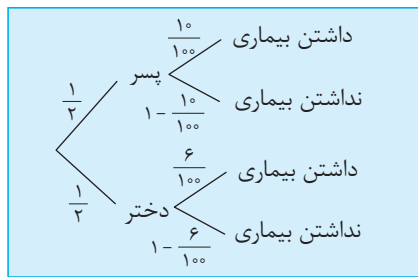 ۱۰/۱۰۰ داشتن بیماری
پسر
۱/۲
۱ - ۱۰/۱۰۰ نداشتن بیماری
۶/۱۰۰ داشتن بیماری
۱/۲
دختر
۱ - ۶/۱۰۰ نداشتن بیماری